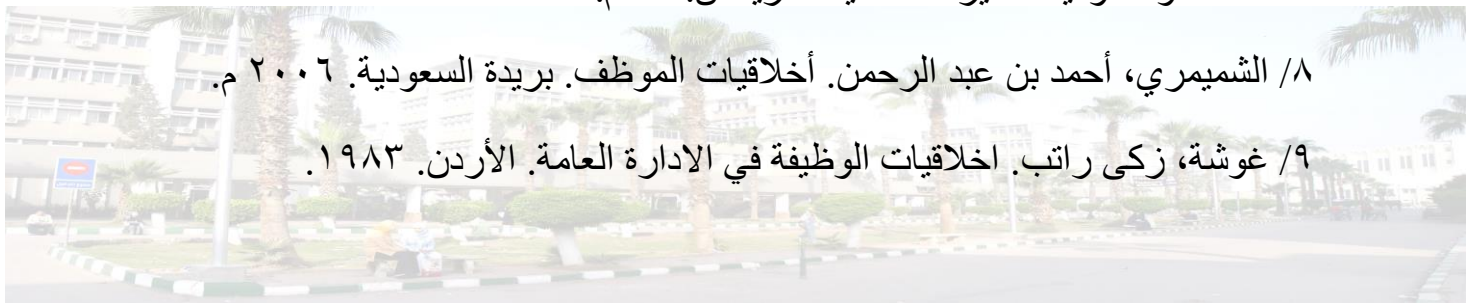 ٨/ الشميمري، أحمد بن عبد الرحمن. أخلاقيات الموظف. بريدة السعودية. ٢٠٠٦ م.
٩/ غوشة، زكى راتب. اخلاقيات الوظيفة في الادارة العامة. الأردن. ١٩٨٣.